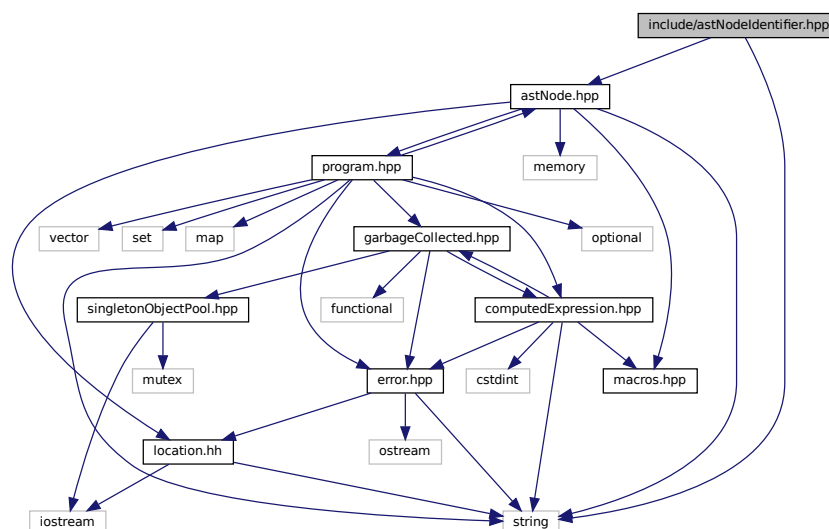 include/astNodeIdentifier.hpp
astNode.hpp
program.hpp
memory
vector
set
map
garbageCollected.hpp
optional
singletonObjectPool.hpp
functional
computedExpression.hpp
mutex
error.hpp
cstdint
macros.hpp
location.hh
ostream
iostream
string